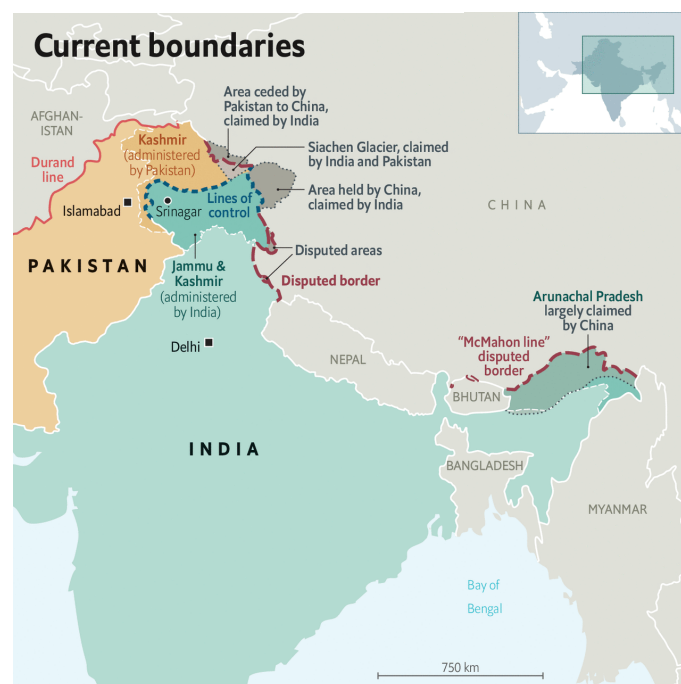 Current boundaries
AFGHAN-
ISTAN
Durand
line
Kashmir
(administered
by Pakistan)
Area ceded by
Pakistan to China,
claimed by India
Siachen Glacier, claimed
by India and Pakistan
Area held by China,
claimed by India
Lines of
control
Islamabad
Srinagar
CHINA
PAKISTAN
Disputed areas
Jammu &
Kashmir
(administered
by India)
Disputed border
Arunachal Pradesh
largely claimed
by China
Delhi
"McMahon line"
disputed
border
NEPAL
BHUTAN
INDIA
BANGLADESH
MYANMAR
Bay of
Bengal
750 km